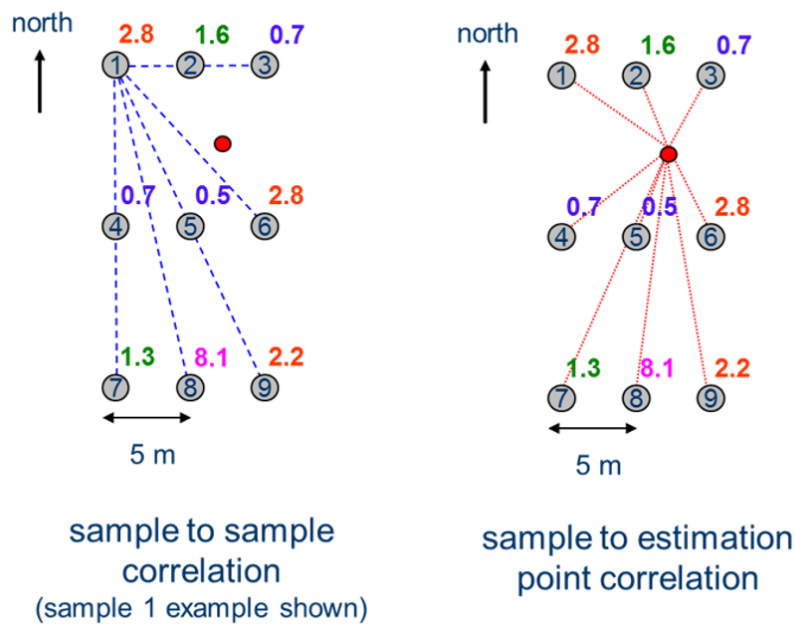 north
2.8 1.6 0.7
1 2 3
0.7 0.5 2.8
4 5 6
1.3 8.1 2.2
7 8 9
5 m
sample to sample
correlation
(sample 1 example shown)
north
2.8 1.6 0.7
1 2 3
0.7 0.5 2.8
4 5 6
1.3 8.1 2.2
7 8 9
5 m
sample to estimation
point correlation